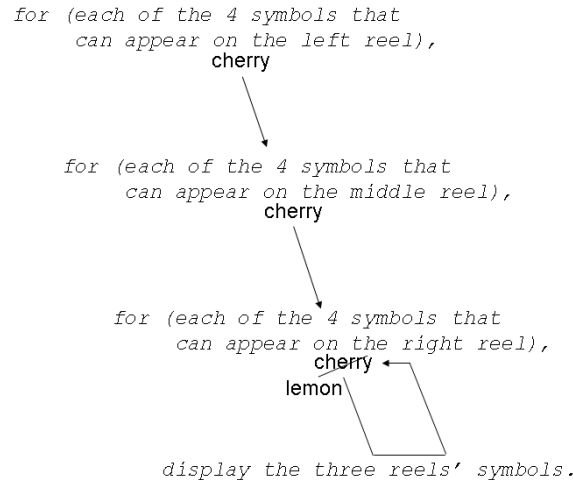 for (each of the 4 symbols that
can appear on the left reel),
cherry
for (each of the 4 symbols that
can appear on the middle reel),
cherry
for (each of the 4 symbols that
can appear on the right reel),
cherry
lemon
display the three reels' symbols.